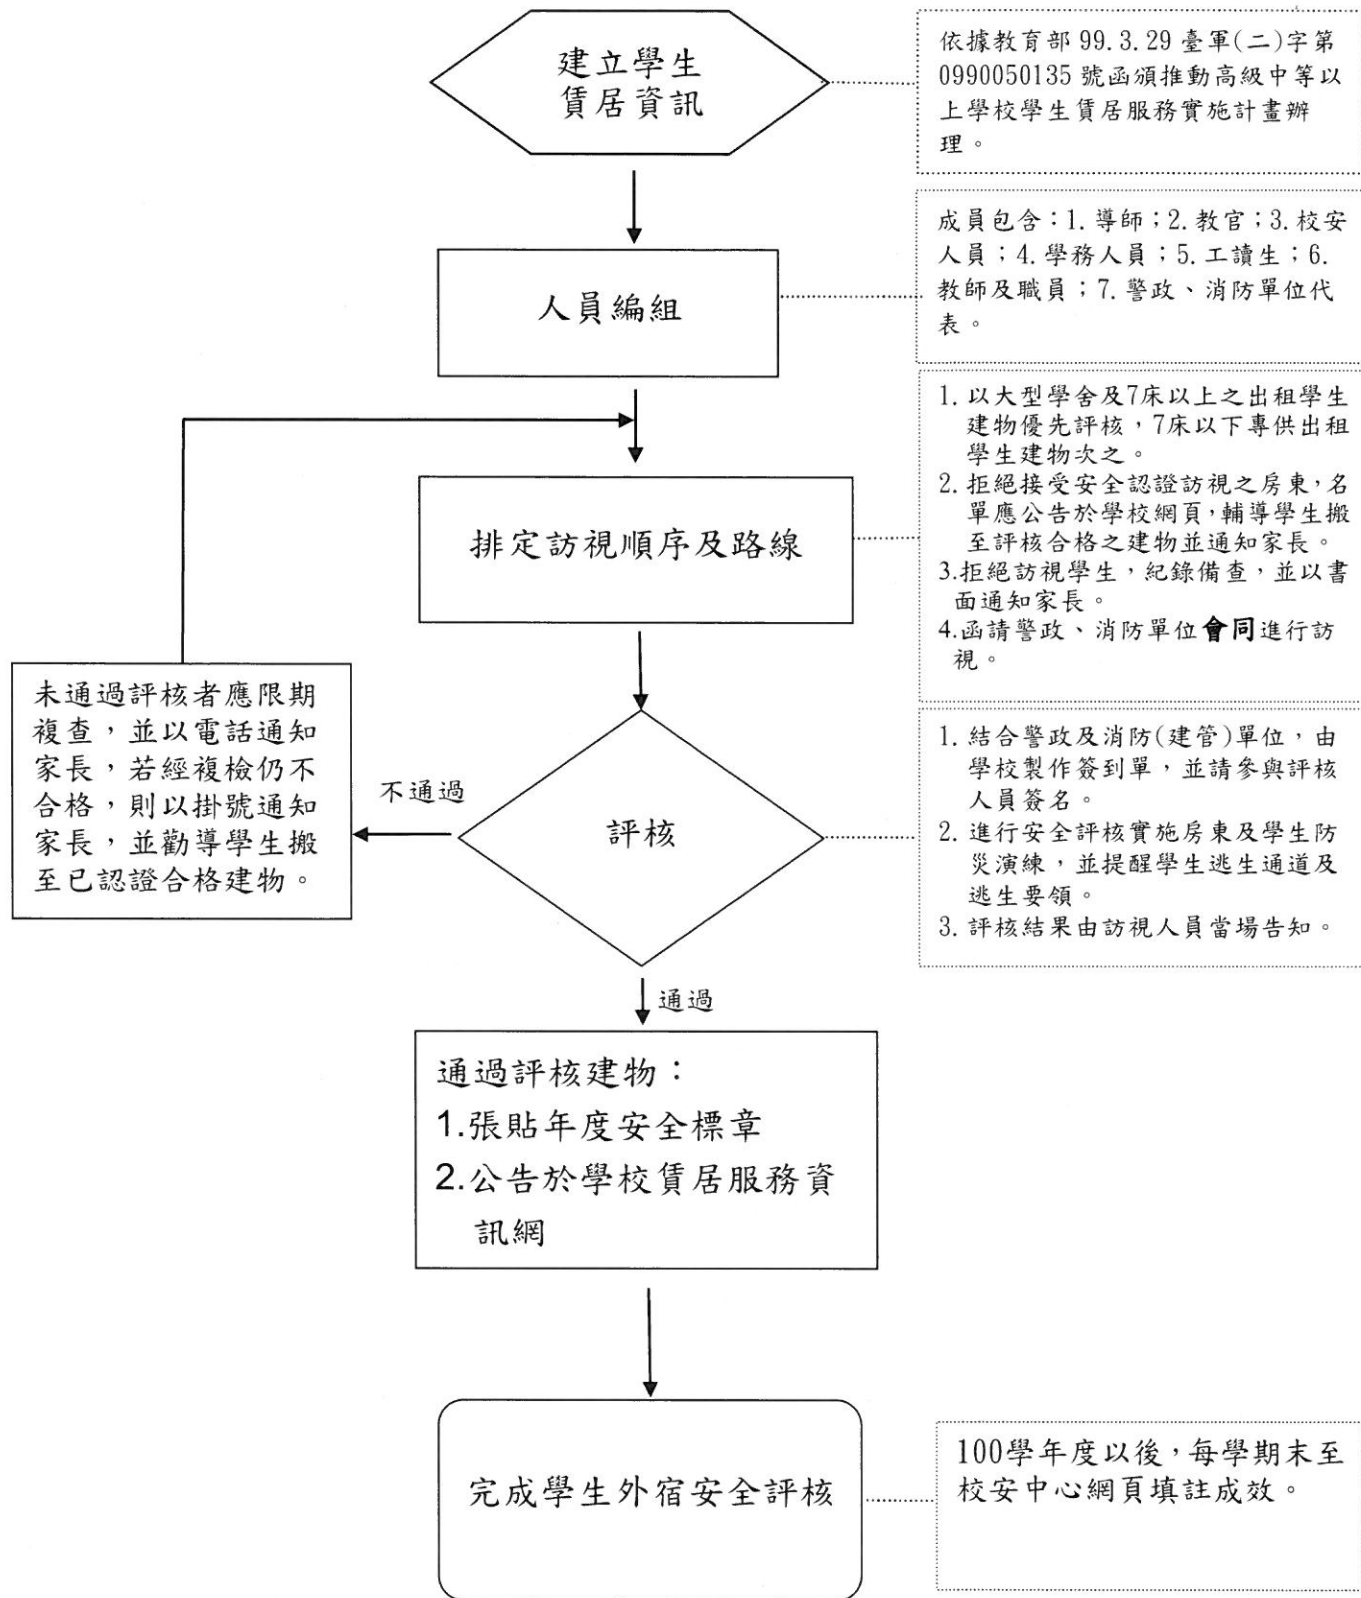 建立學生
賃居資訊
依據教育部 99.3.29 臺軍(二)字第
0990050135 號函頒推動高級中等以
上學校學生賃居服務實施計畫辦
理。
人員編組
成員包含：1. 導師；2. 教官；3. 校安
人員；4. 學務人員；5. 工讀生；6.
教師及職員；7. 警政、消防單位代
表。
排定訪視順序及路線
1. 以大型學舍及7床以上之出租學生
建物優先評核，7床以下專供出租
學生建物次之。
2. 拒絕接受安全認證訪視之房東，名
單應公告於學校網頁，輔導學生搬
至評核合格之建物並通知家長。
3.拒絕訪視學生，紀錄備查，並以書
面通知家長。
4.函請警政、消防單位會同進行訪
視。
未通過評核者應限期
複查，並以電話通知
家長，若經複檢仍不
合格，則以掛號通知
家長，並勸導學生搬
至已認證合格建物。
不通過
評核
1. 結合警政及消防(建管)單位，由
學校製作簽到單，並請參與評核
人員簽名。
2. 進行安全評核實施房東及學生防
災演練，並提醒學生逃生通道及
逃生要領。
3. 評核結果由訪視人員當場告知。
通過
通過評核建物：
1.張貼年度安全標章
2.公告於學校賃居服務資
訊網
完成學生外宿安全評核
100學年度以後，每學期末至
校安中心網頁填註成效。